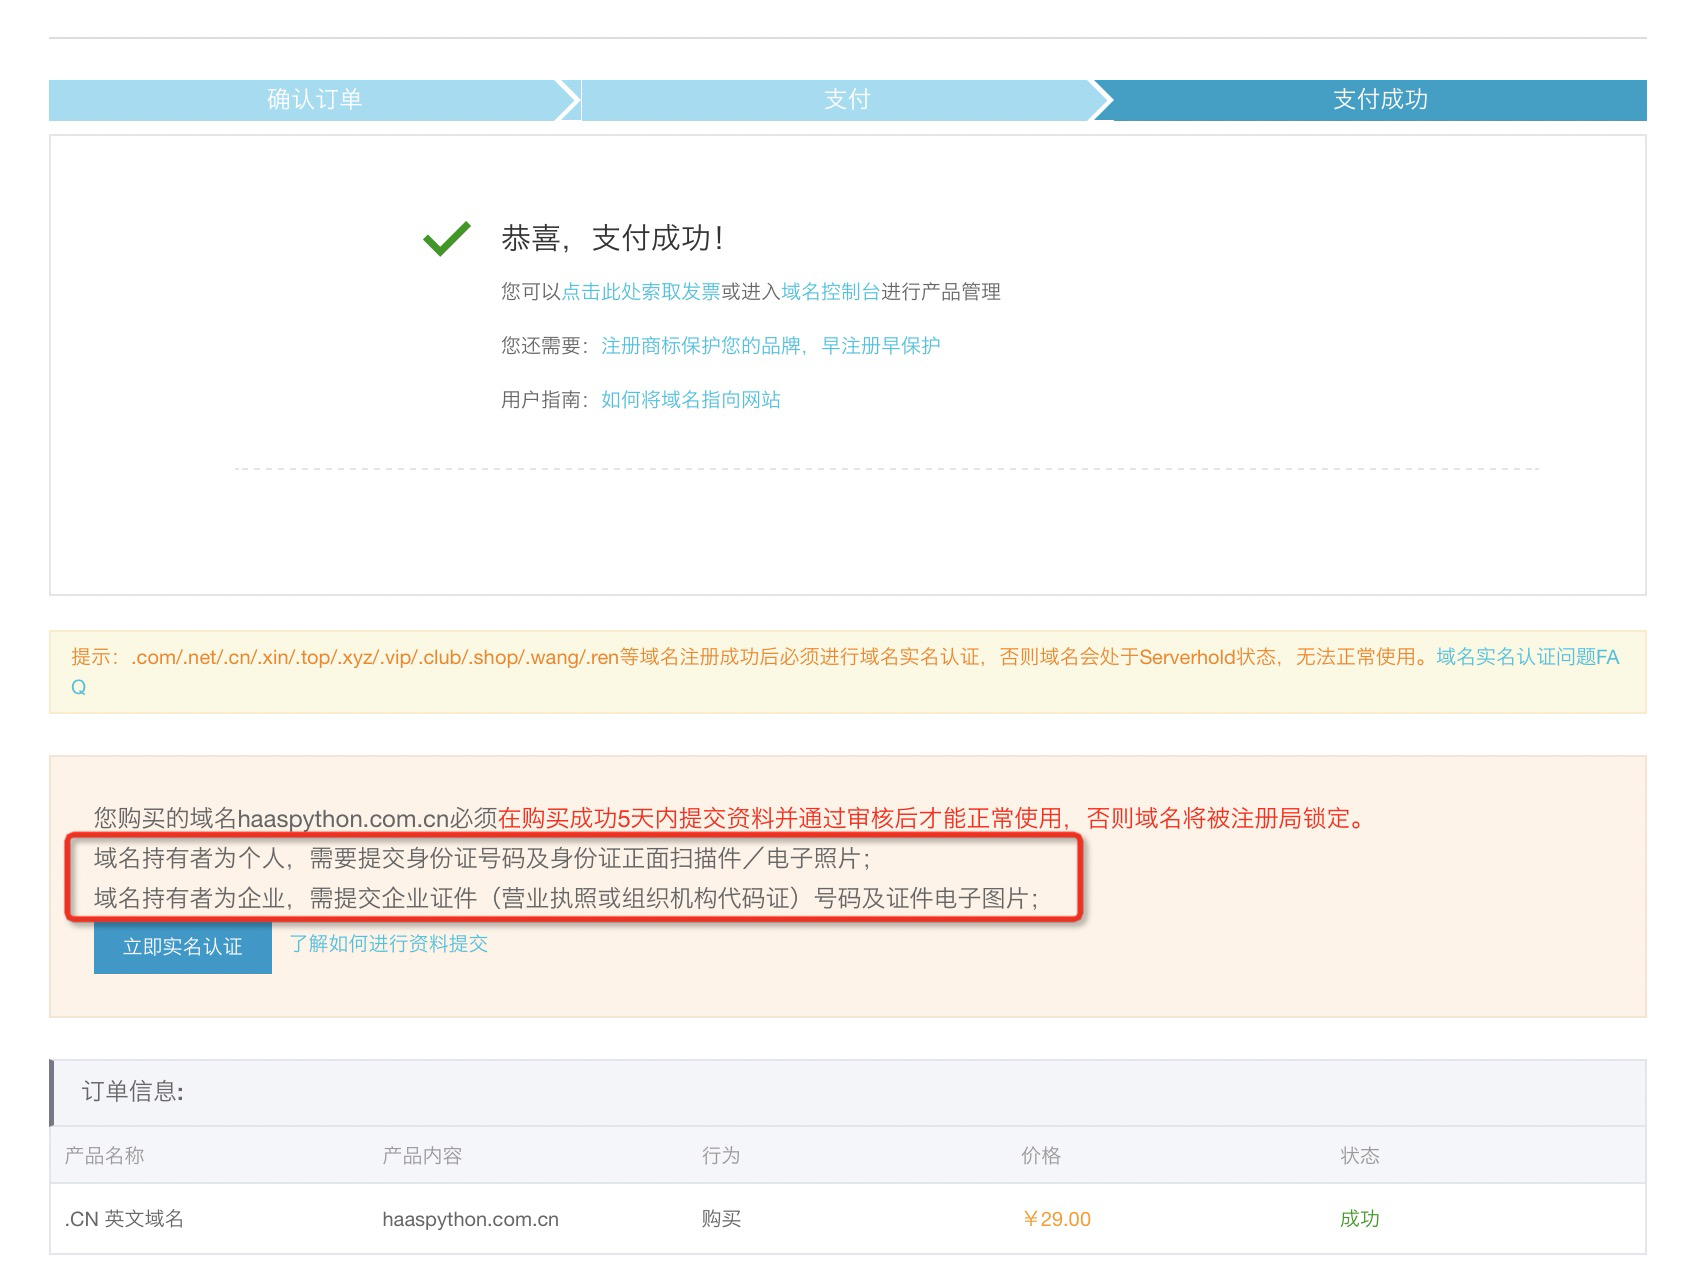 确认订单
支付
支付成功
恭喜，支付成功！
您可以点击此处索取发票或进入域名控制台进行产品管理
您还需要：注册商标保护您的品牌，早注册早保护
用户指南：如何将域名指向网站
提示：.com/.net/.cn/.xin/.top/.xyz/.vip/.club/.shop/.wang/.ren等域名注册成功后必须进行域名实名认证，否则域名会处于Serverhold状态，无法正常使用。域名实名认证问题FA
Q
您购买的域名haaspython.com.cn必须在购买成功5天内提交资料并通过审核后才能正常使用，否则域名将被注册局锁定。
域名持有者为个人，需要提交身份证号码及身份证正面扫描件／电子照片；
域名持有者为企业，需提交企业证件（营业执照或组织机构代码证）号码及证件电子图片；
立即实名认证 了解如何进行资料提交
订单信息:
产品名称 产品内容 行为 价格 状态
.CN 英文域名 haaspython.com.cn 购买 ￥29.00 成功